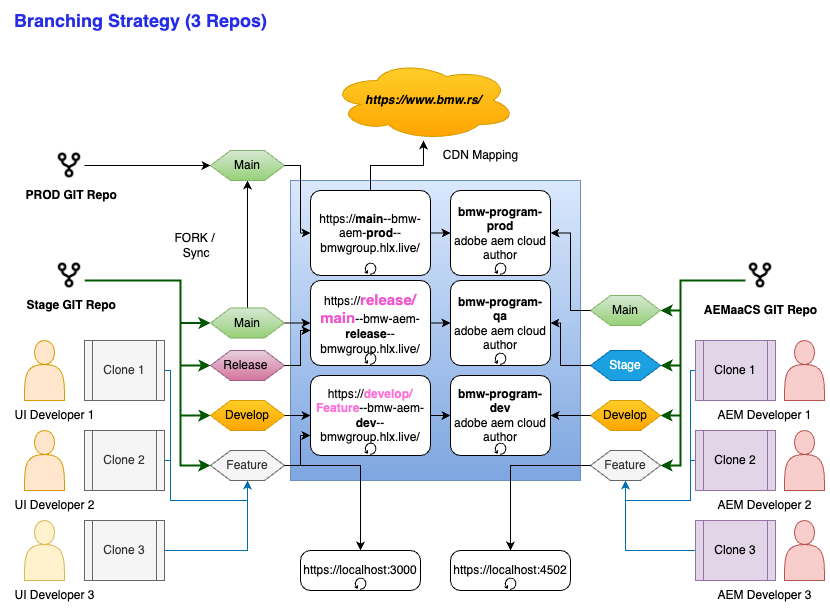 Branching Strategy (3 Repos)
https://www.bmw.rs/
CDN Mapping
PROD GIT Repo
Main
FORK /
Sync
https://main--bmw-
aem-prod--
bmwgroup.hlx.live/
bmw-program-
prod
adobe aem cloud
author
Stage GIT Repo
Main
Release
Develop
Feature
https://release/
main--bmw-aem-
release--
bmwgroup.hlx.live/
bmw-program-
qa
adobe aem cloud
author
https://develop/
Feature--bmw-aem-
dev--
bmwgroup.hlx.live/
bmw-program-
dev
adobe aem cloud
author
AEMaaCS GIT Repo
Main
Stage
Develop
Feature
Clone 1
UI Developer 1
Clone 2
UI Developer 2
Clone 3
UI Developer 3
Clone 1
AEM Developer 1
Clone 2
AEM Developer 2
Clone 3
AEM Developer 3
https://localhost:3000
https://localhost:4502